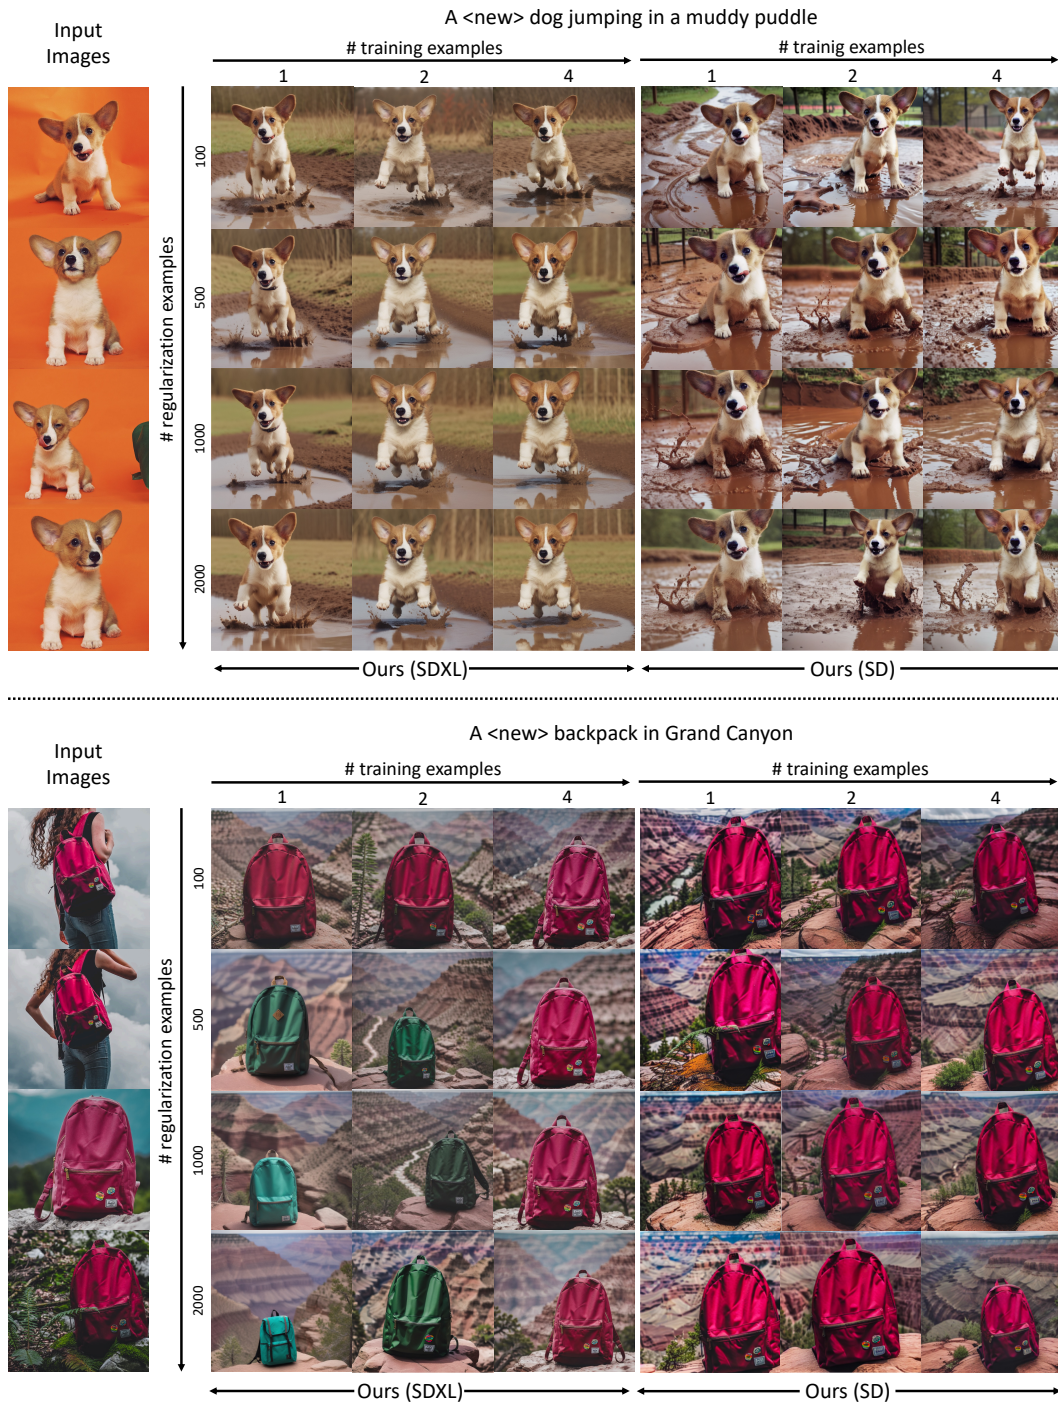 A <new> dog jumping in a muddy puddle
Input
Images
# training examples
# trainig examples
1
2
4
1
2
4
# regularization examples
100
500
1000
2000
Ours (SDXL)
Ours (SD)
A <new> backpack in Grand Canyon
Input
Images
# training examples
# training examples
1
2
4
1
2
4
# regularization examples
100
500
1000
2000
Ours (SDXL)
Ours (SD)